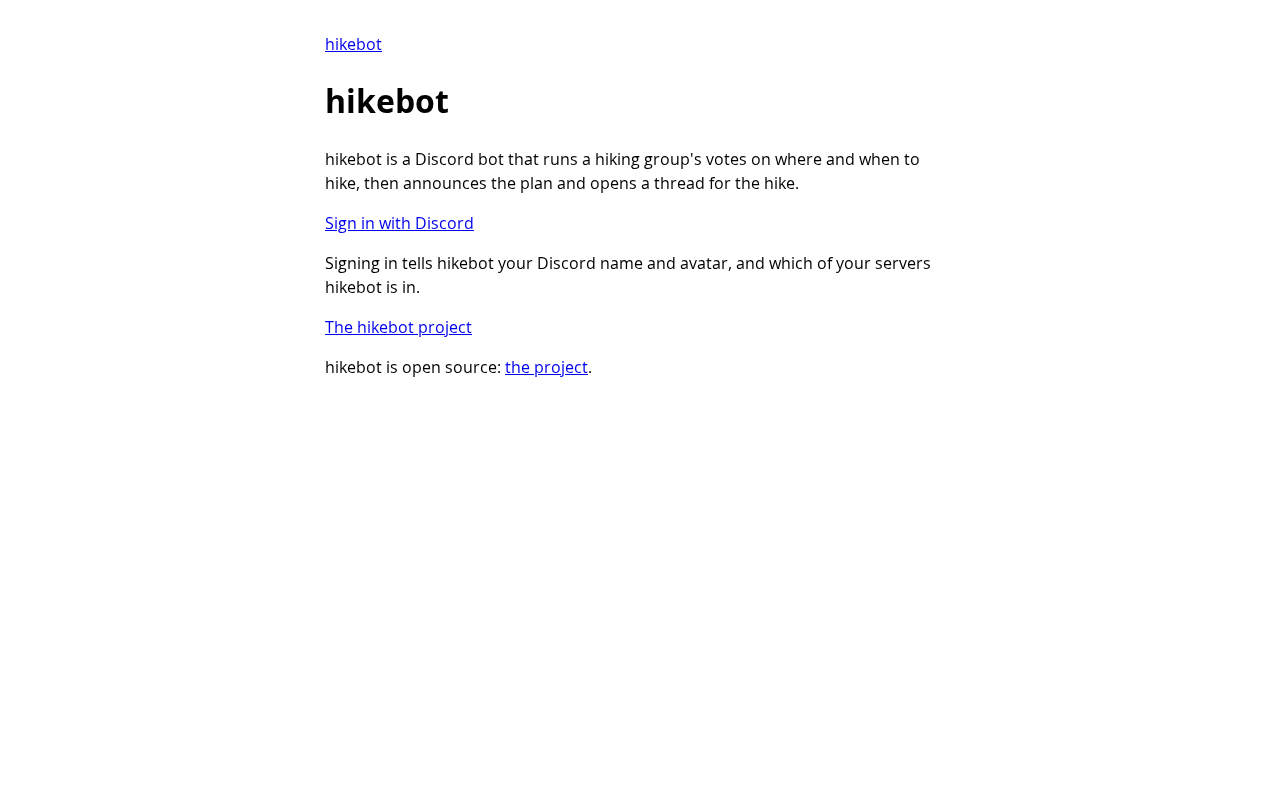 hikebot
hikebot
hikebot is a Discord bot that runs a hiking group's votes on where and when to
hike, then announces the plan and opens a thread for the hike.
Sign in with Discord
Signing in tells hikebot your Discord name and avatar, and which of your servers
hikebot is in.
The hikebot project
hikebot is open source: the project.